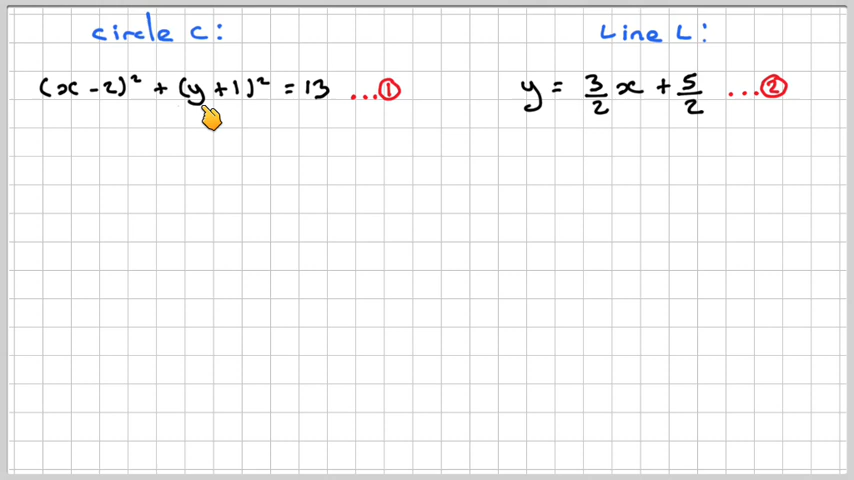 Circle C:
(x - 2)² + (y + 1)² = 13 ...①
Line L:
y = 3/2 x + 5/2 ...②